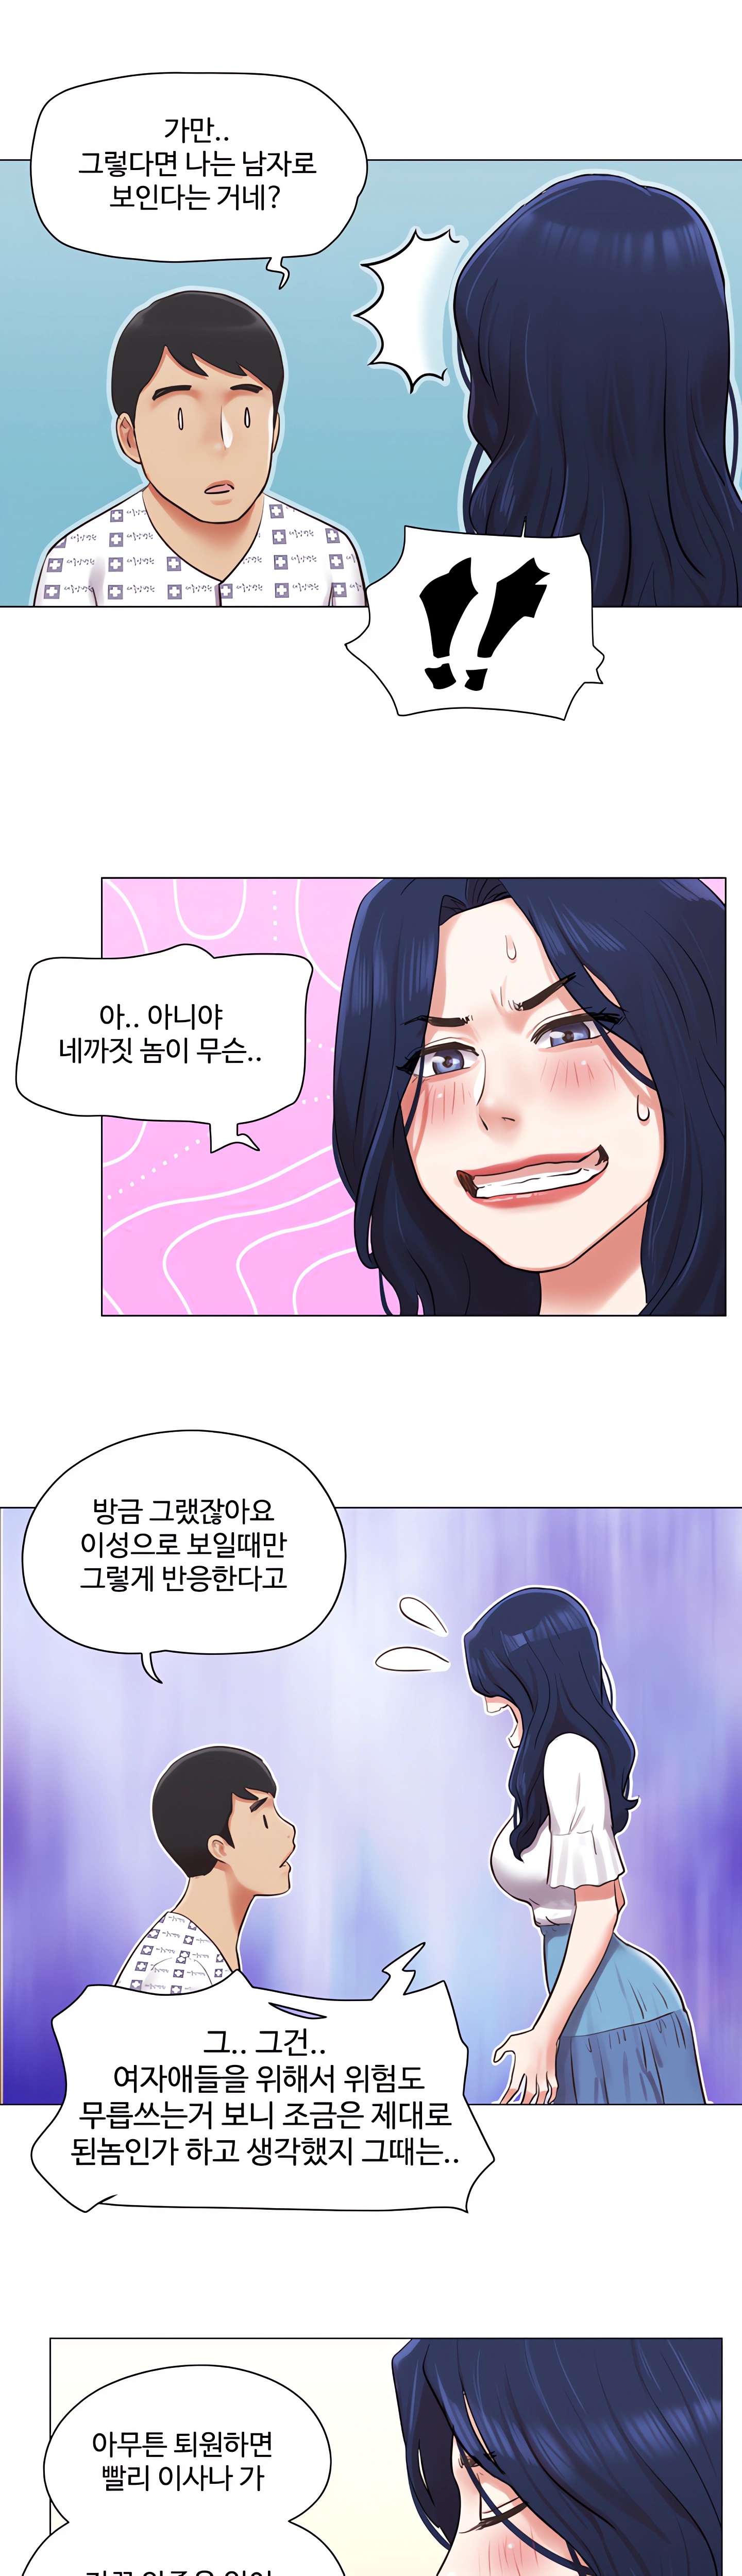 가만..
그렇다면 나는 남자로
보인다는 거네?
!!
아.. 아니야
네까짓 놈이 무슨..
방금 그랬잖아요
이성으로 보일때만
그렇게 반응한다고
그.. 그건..
여자애들을 위해서 위험도
무릅쓰는거 보니 조금은 제대로
된놈인가 하고 생각했지 그때는..
아무튼 퇴원하면
빨리 이사나 가